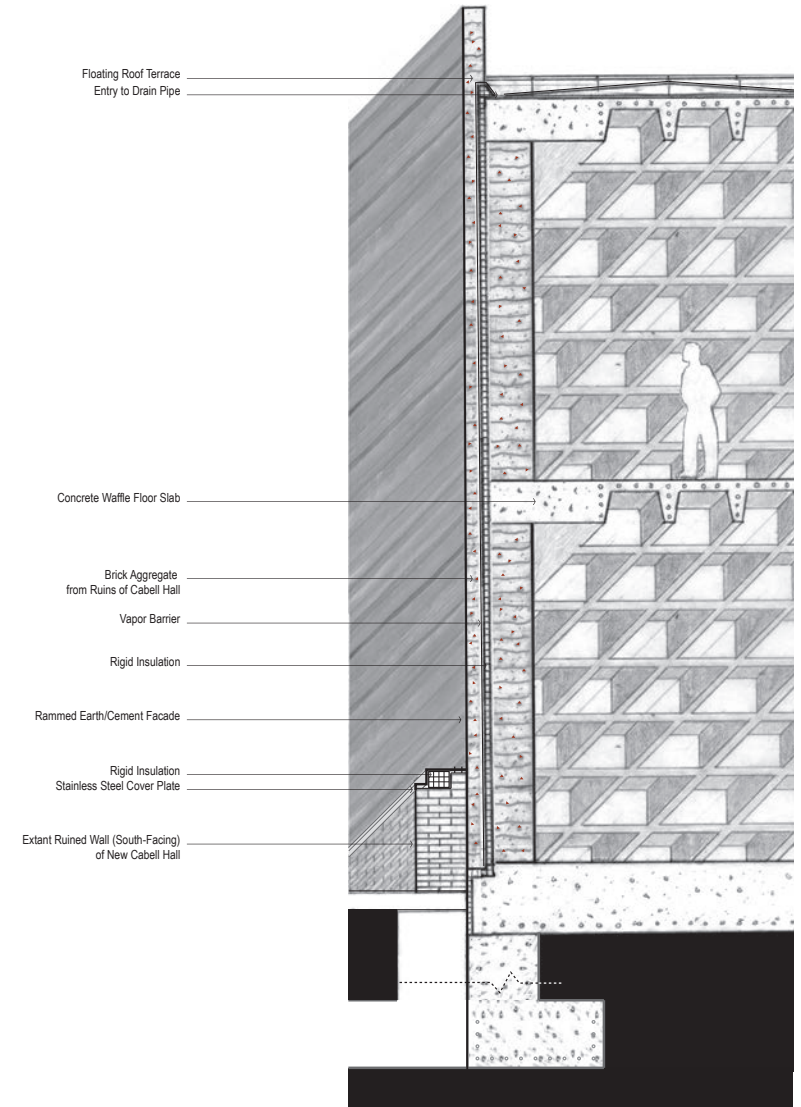 Floating Roof Terrace
Entry to Drain Pipe
Concrete Waffle Floor Slab
Brick Aggregate
from Ruins of Cabell Hall
Vapor Barrier
Rigid Insulation
Rammed Earth/Cement Facade
Rigid Insulation
Stainless Steel Cover Plate
Extant Ruined Wall (South-Facing)
of New Cabell Hall